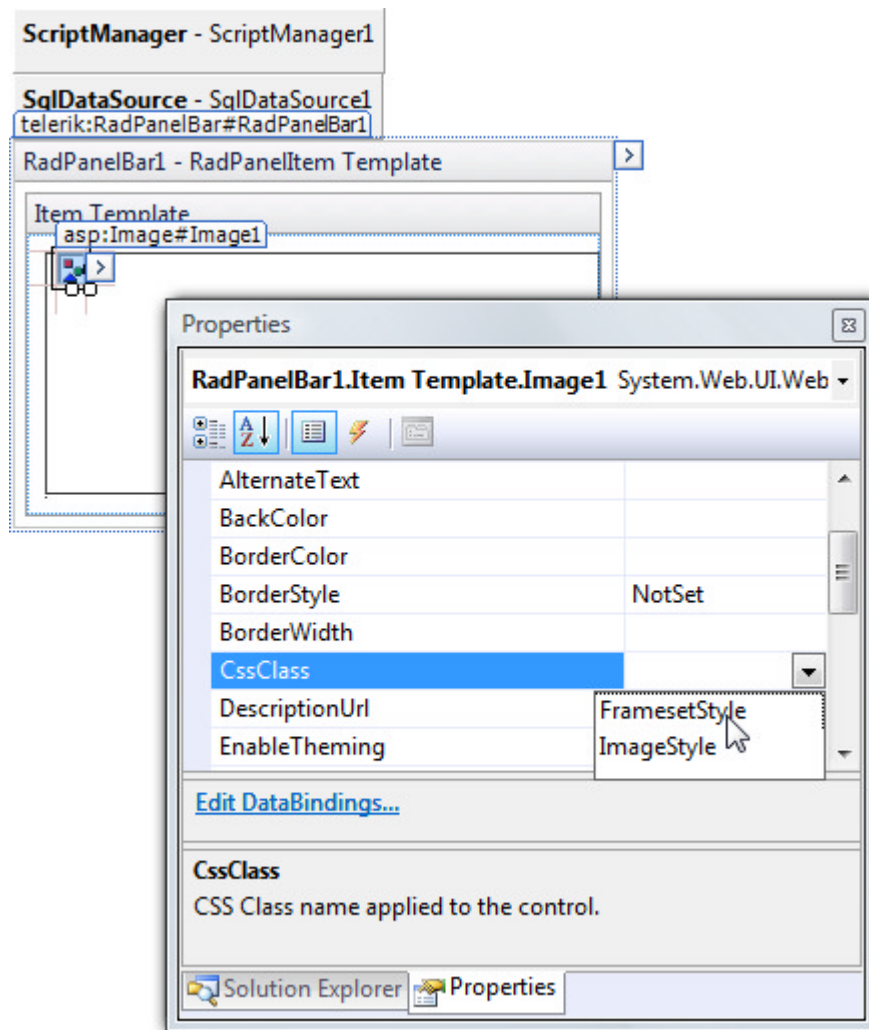 ScriptManager - ScriptManager1
SqlDataSource - SqlDataSource1
telerik:RadPanelBar#RadPanelBar1
RadPanelBar1 - RadPanelItem Template
Item Template
asp:Image#Image1
Properties
RadPanelBar1.Item Template.Image1 System.Web.UI.Web
AlternateText
BackColor
BorderColor
BorderStyle NotSet
BorderWidth
CssClass
DescriptionUrl FramesetStyle
EnableTheming ImageStyle
Edit DataBindings...
CssClass
CSS Class name applied to the control.
Solution Explorer Properties